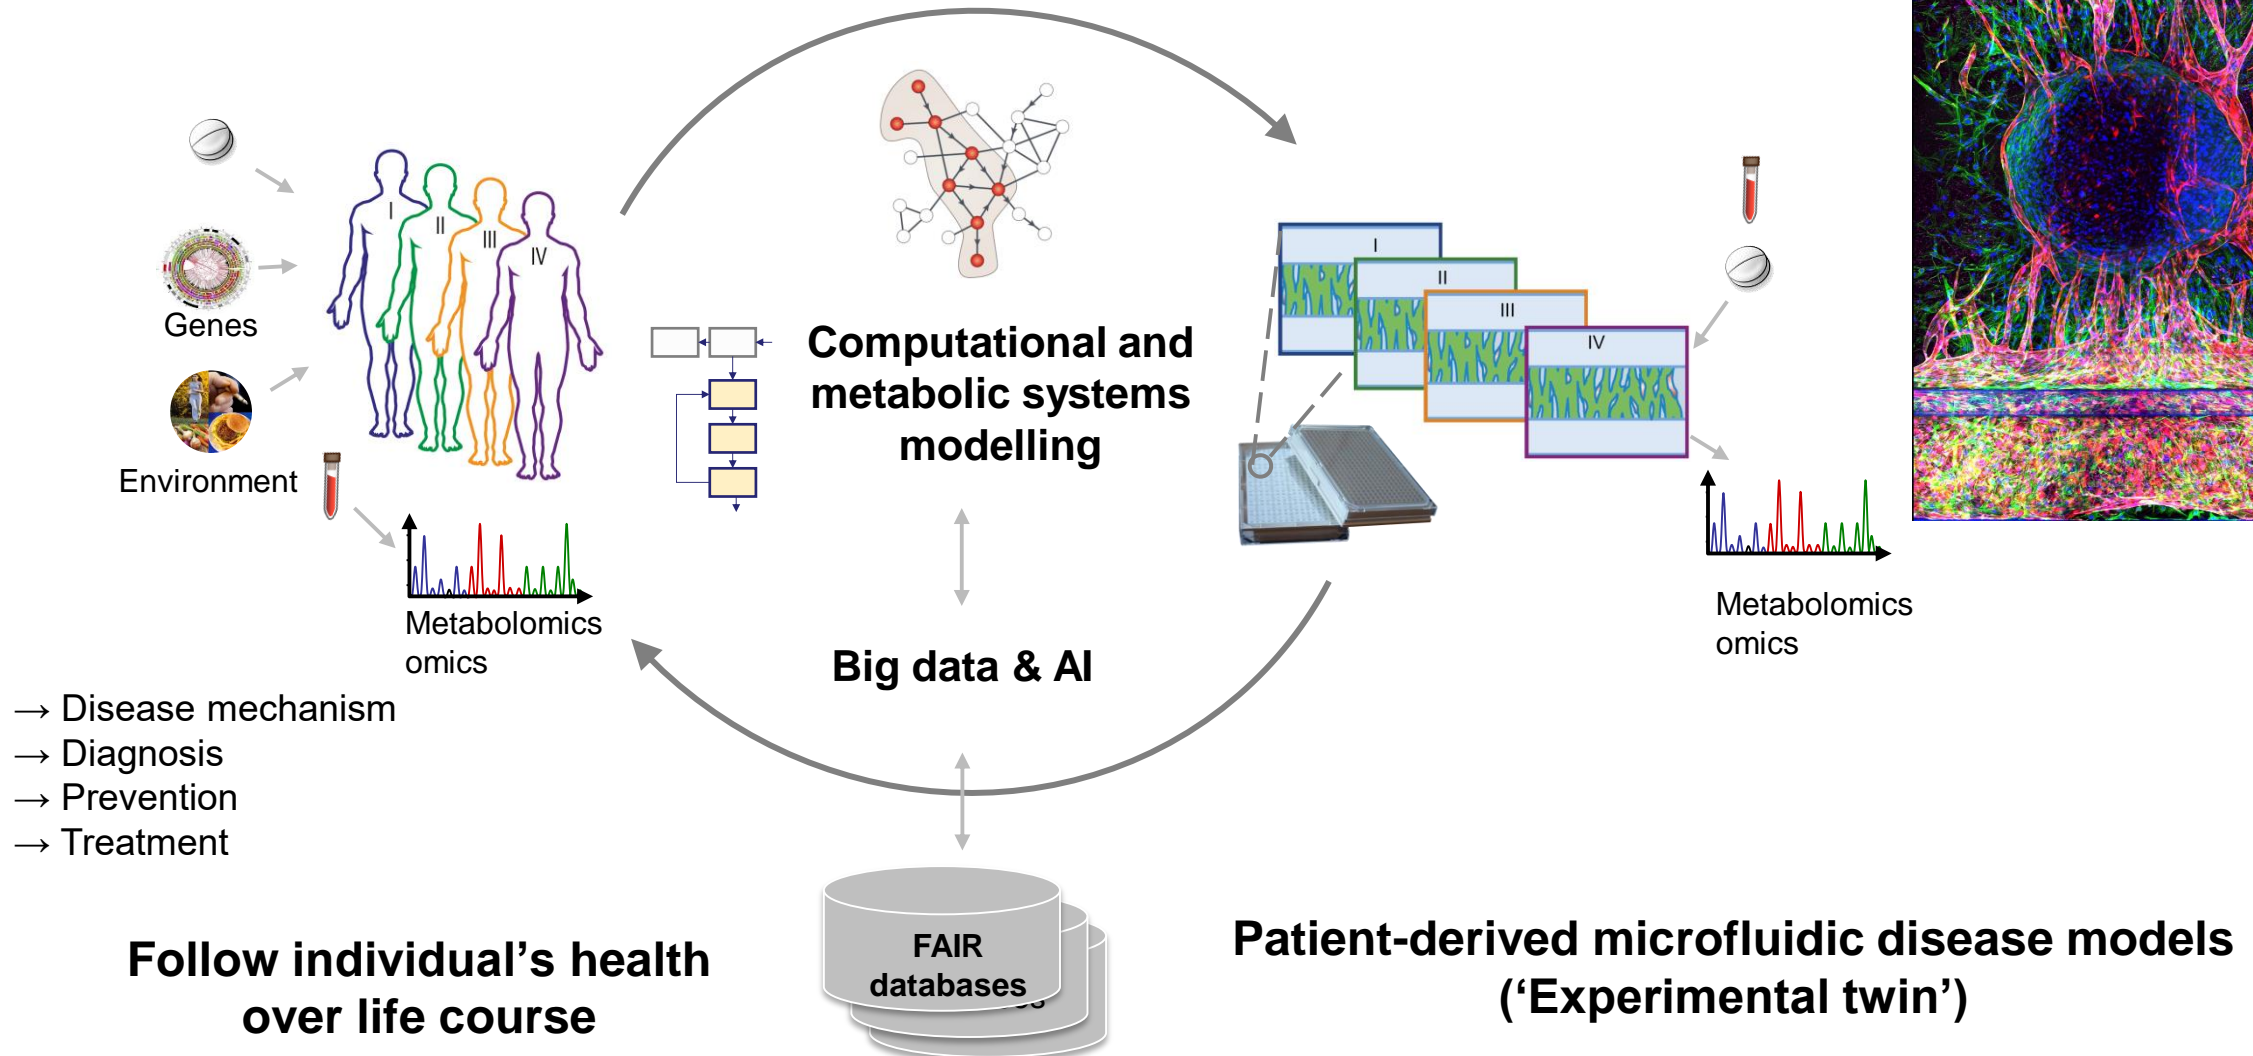 Genes
Environment
I
II
III
IV
Metabolomics
omics
→ Disease mechanism
→ Diagnosis
→ Prevention
→ Treatment
Follow individual’s health
over life course
Computational and
metabolic systems
modelling
Big data & AI
FAIR
databases
I
II
III
IV
Metabolomics
omics
Patient-derived microfluidic disease models
(‘Experimental twin’)